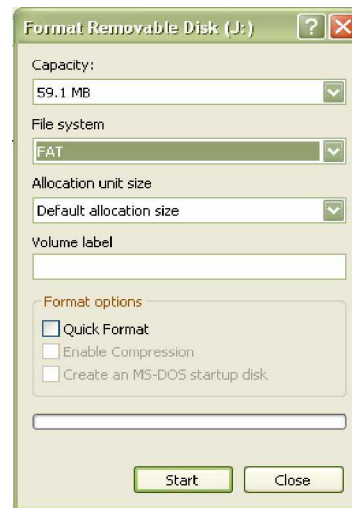 Format Removable Disk (J:)
Capacity:
59.1 MB
File system
FAT
Allocation unit size
Default allocation size
Volume label
Format options
Quick Format
Enable Compression
Create an MS-DOS startup disk
Start
Close